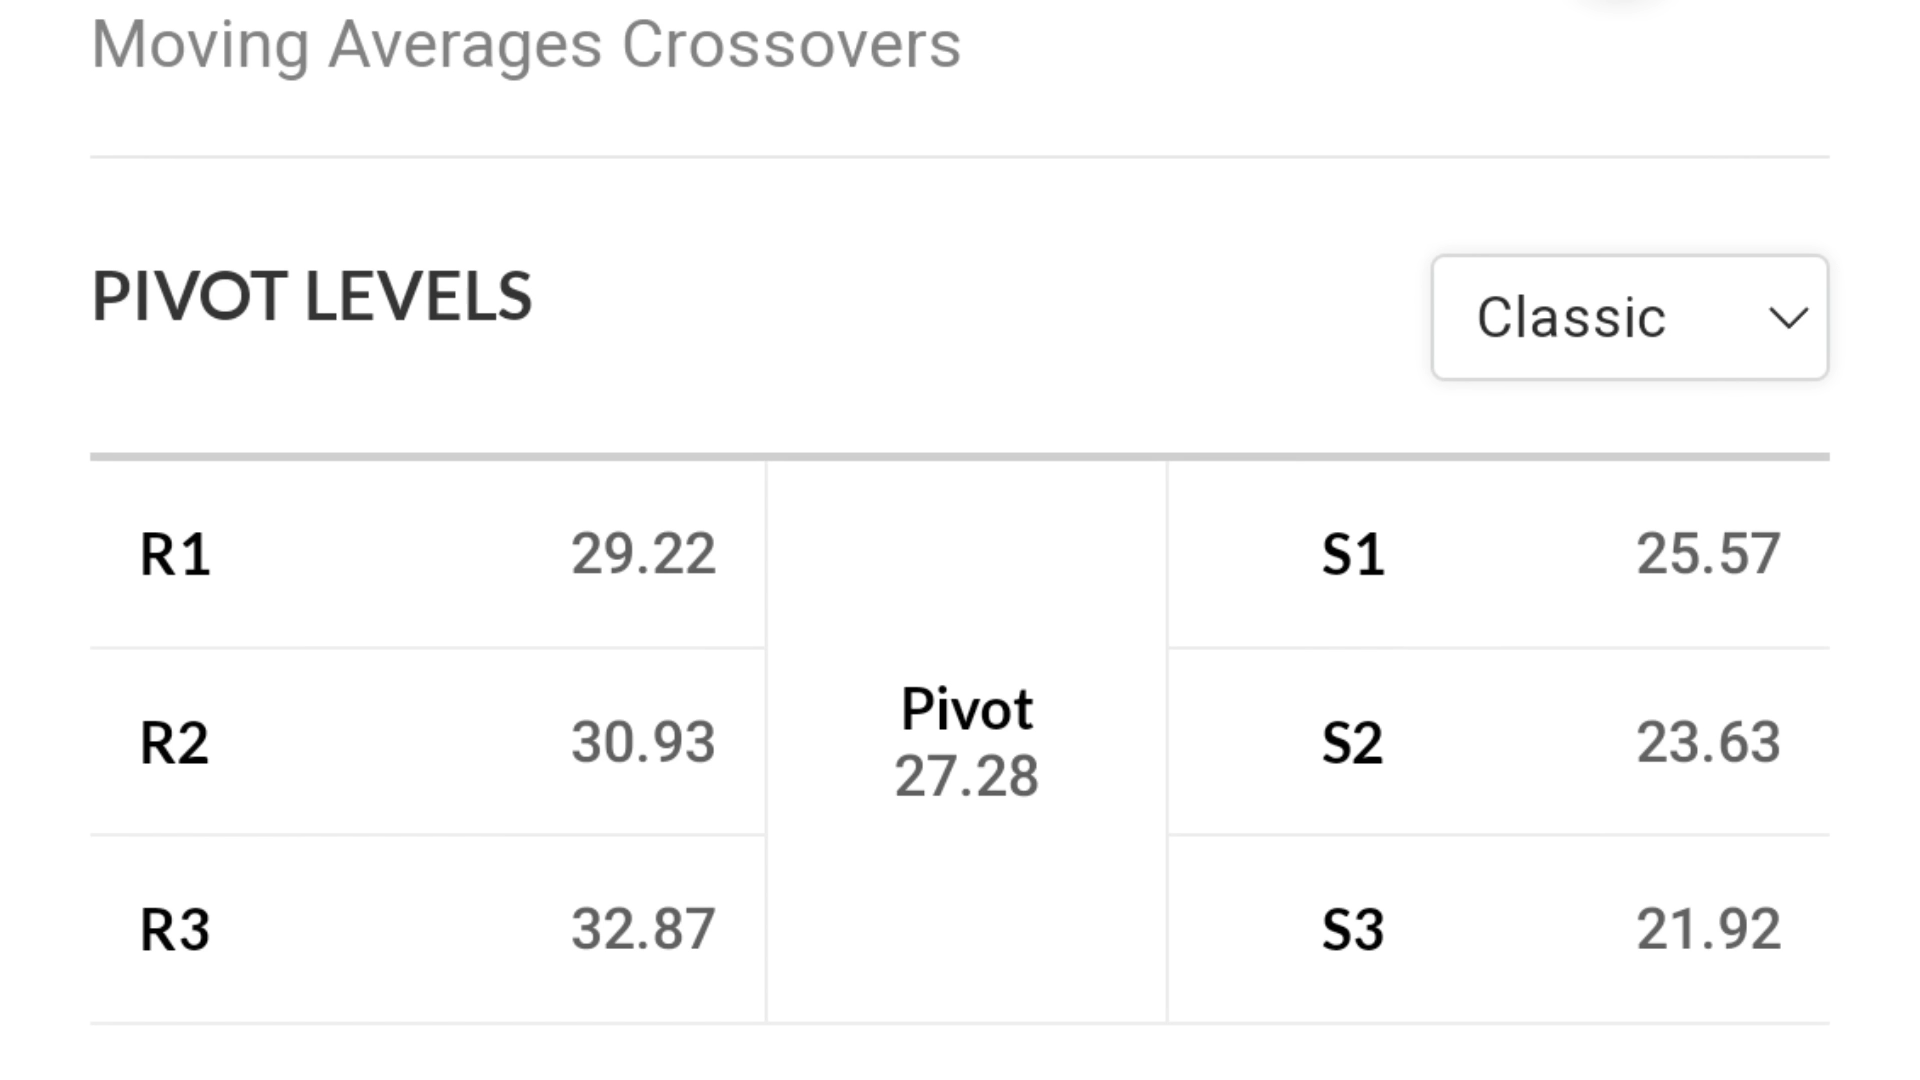 Moving Averages Crossovers
PIVOT LEVELS
Classic
R1 29.22
R2 30.93
R3 32.87
Pivot
27.28
S1 25.57
S2 23.63
S3 21.92